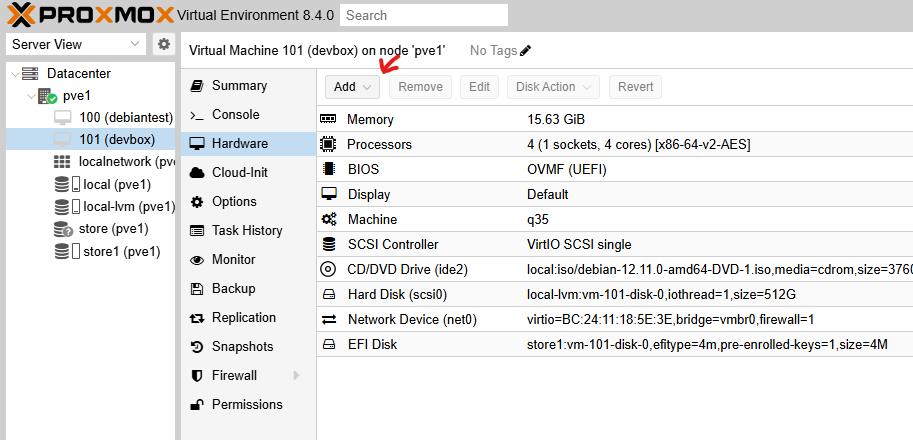 PROXMOX Virtual Environment 8.4.0 Search
Server View
Virtual Machine 101 (devbox) on node 'pve1' No Tags
Datacenter
pve1
100 (debiantest)
101 (devbox)
localnetwork (pve
local (pve1)
local-lvm (pve1)
store (pve1)
store1 (pve1)
Summary
Console
Hardware
Cloud-Init
Options
Task History
Monitor
Backup
Replication
Snapshots
Firewall
Permissions
Add Remove Edit Disk Action Revert
Memory 15.63 GiB
Processors 4 (1 sockets, 4 cores) [x86-64-v2-AES]
BIOS OVMF (UEFI)
Display Default
Machine q35
SCSI Controller VirtIO SCSI single
CD/DVD Drive (ide2) local:iso/debian-12.11.0-amd64-DVD-1.iso,media=cdrom,size=3760
Hard Disk (scsi0) local-lvm:vm-101-disk-0,iothread=1,size=512G
Network Device (net0) virtio=BC:24:11:18:5E:3E,bridge=vmbr0,firewall=1
EFI Disk store1:vm-101-disk-0,efitype=4m,pre-enrolled-keys=1,size=4M